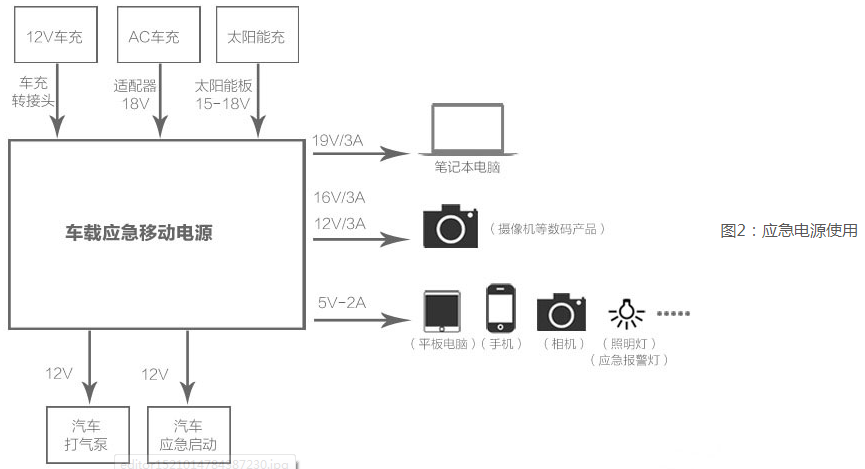 12V车充
AC车充
太阳能充
车充
转接头
适配器
18V
太阳能板
15-18V
车载应急移动电源
19V/3A
笔记本电脑
16V/3A
12V/3A
（摄像机等数码产品）
5V-2A
（平板电脑）
（手机）
（相机）
（照明灯）
（应急报警灯）
图2：应急电源使用
12V
12V
汽车
打气泵
汽车
应急启动